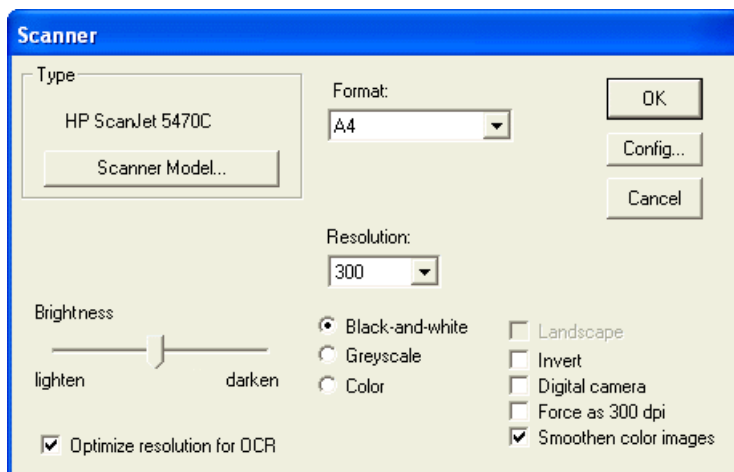 Scanner
Type
HP ScanJet 5470C
Scanner Model...
Format:
A4
OK
Config...
Cancel
Resolution:
300
Brightness
lighten
darken
Black-and-white
Greyscale
Color
Landscape
Invert
Digital camera
Force as 300 dpi
Smoothen color images
Optimize resolution for OCR